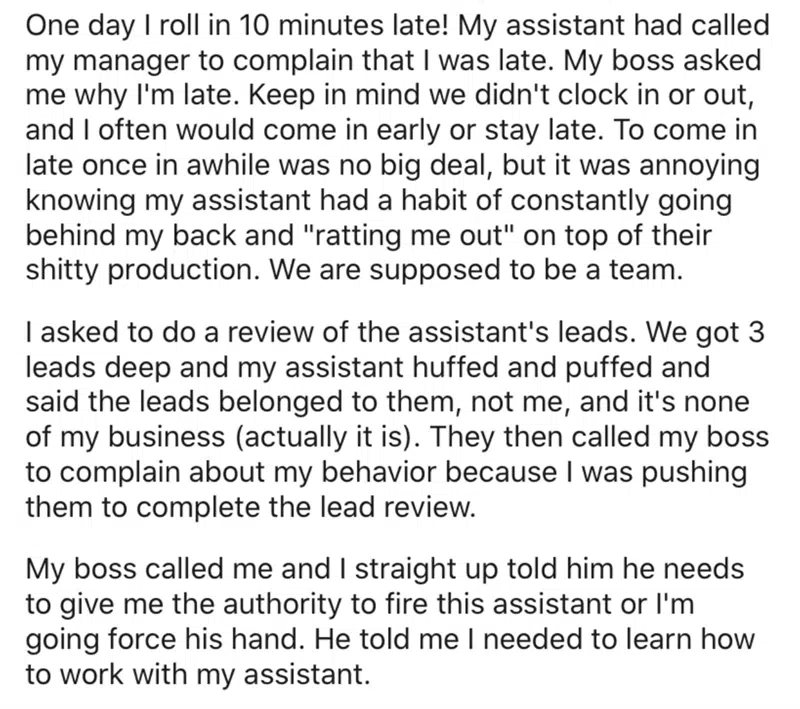 One day I roll in 10 minutes late! My assistant had called
my manager to complain that I was late. My boss asked
me why I'm late. Keep in mind we didn't clock in or out,
and I often would come in early or stay late. To come in
late once in awhile was no big deal, but it was annoying
knowing my assistant had a habit of constantly going
behind my back and "ratting me out" on top of their
shitty production. We are supposed to be a team.
I asked to do a review of the assistant's leads. We got 3
leads deep and my assistant huffed and puffed and
said the leads belonged to them, not me, and it's none
of my business (actually it is). They then called my boss
to complain about my behavior because I was pushing
them to complete the lead review.
My boss called me and I straight up told him he needs
to give me the authority to fire this assistant or I'm
going force his hand. He told me I needed to learn how
to work with my assistant.